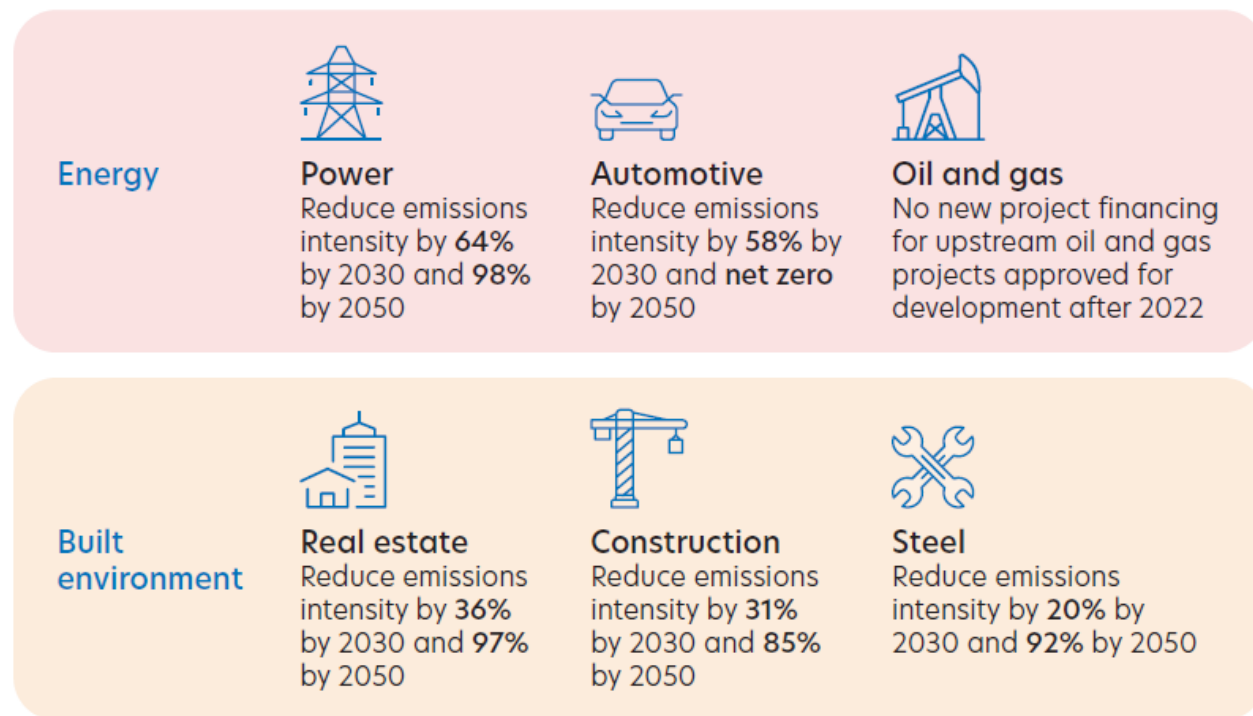 Energy
Power
Reduce emissions
intensity by 64%
by 2030 and 98%
by 2050
Automotive
Reduce emissions
intensity by 58% by
2030 and net zero
by 2050
Oil and gas
No new project financing
for upstream oil and gas
projects approved for
development after 2022
Built
environment
Real estate
Reduce emissions
intensity by 36%
by 2030 and 97%
by 2050
Construction
Reduce emissions
intensity by 31%
by 2030 and 85%
by 2050
Steel
Reduce emissions
intensity by 20% by
2030 and 92% by 2050